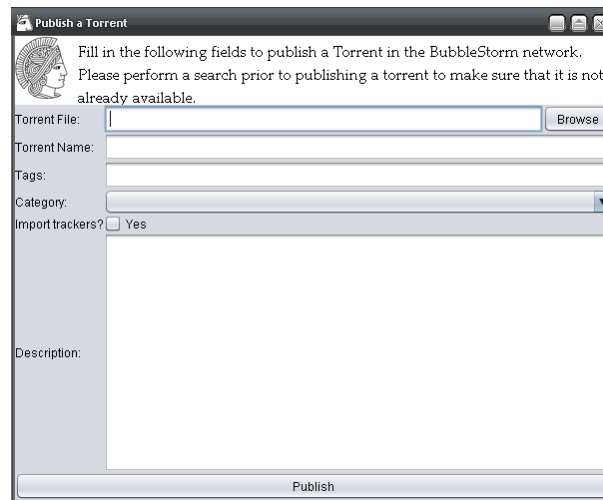 Publish a Torrent
Fill in the following fields to publish a Torrent in the BubbleStorm network.
Please perform a search prior to publishing a torrent to make sure that it is not
already available.
Torrent File:
Browse
Torrent Name:
Tags:
Category:
Import trackers? Yes
Description:
Publish